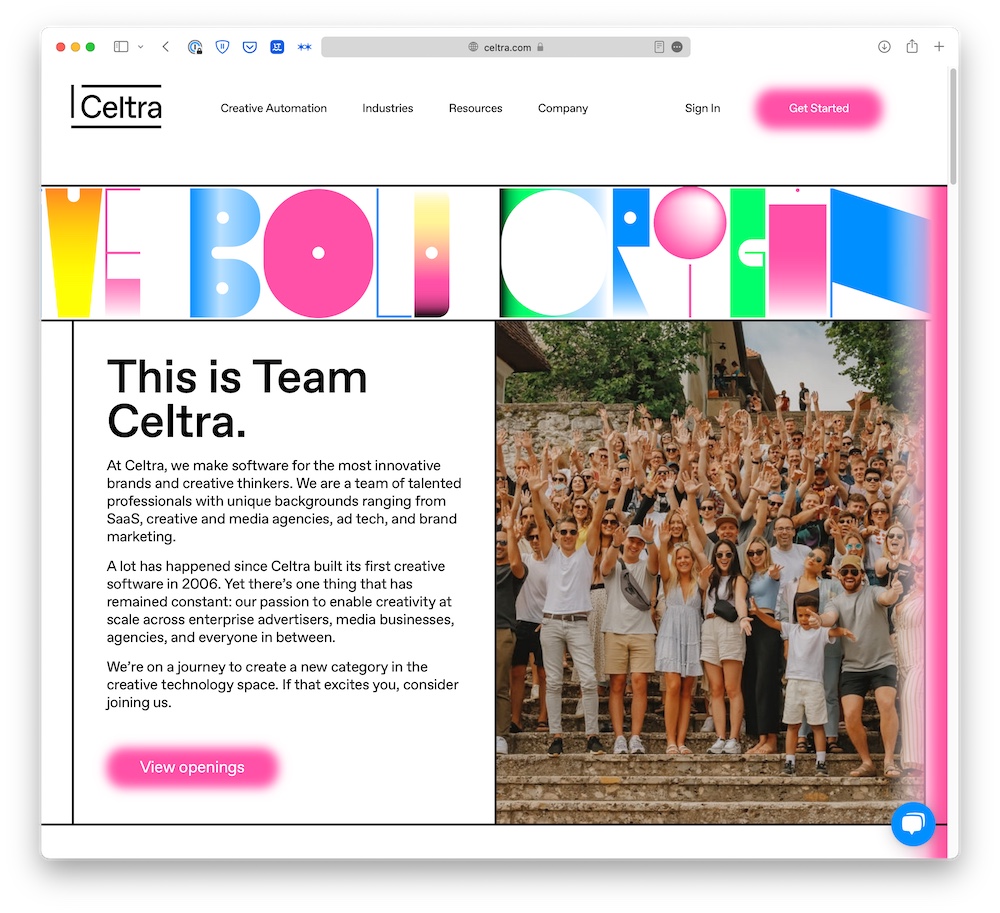 celtra.com
Celtra
Creative Automation
Industries
Resources
Company
Sign In
Get Started
BOLD
This is Team
Celtra.
At Celtra, we make software for the most innovative
brands and creative thinkers. We are a team of talented
professionals with unique backgrounds ranging from
SaaS, creative and media agencies, ad tech, and brand
marketing.
A lot has happened since Celtra built its first creative
software in 2006. Yet there’s one thing that has
remained constant: our passion to enable creativity at
scale across enterprise advertisers, media businesses,
agencies, and everyone in between.
We’re on a journey to create a new category in the
creative technology space. If that excites you, consider
joining us.
View openings